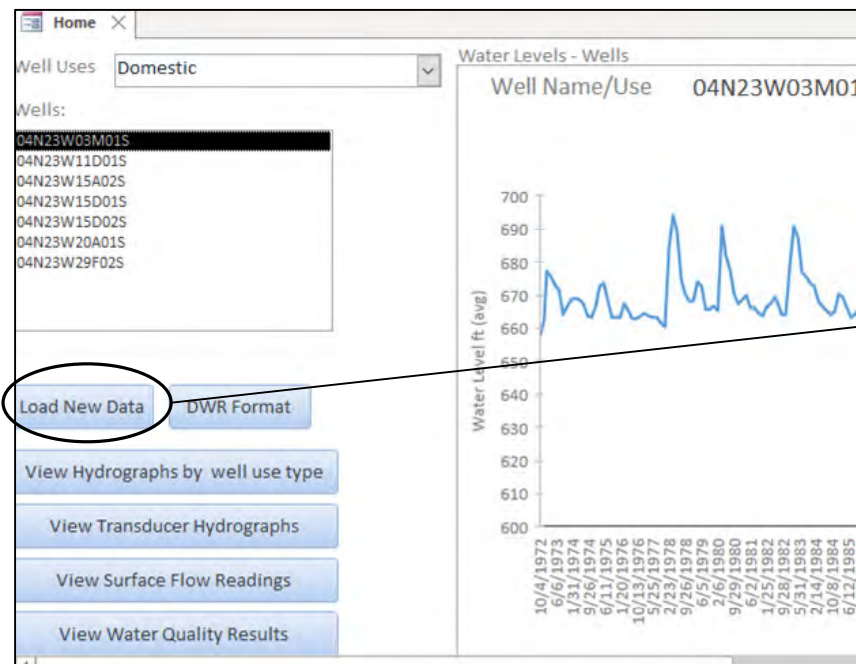 Home
Well Uses
Domestic
Wells:
04N23W03M01S
04N23W11D01S
04N23W15A02S
04N23W15D01S
04N23W15D02S
04N23W20A01S
04N23W29F02S
Load New Data
DWR Format
View Hydrographs by well use type
View Transducer Hydrographs
View Surface Flow Readings
View Water Quality Results
Water Levels - Wells
Well Name/Use 04N23W03M01
Water Level ft (avg)
700
690
680
670
660
650
640
630
620
610
600
10/4/1972
6/6/1973
1/31/1974
9/26/1974
6/11/1975
1/20/1976
10/13/1976
5/25/1977
2/23/1978
9/26/1978
6/5/1979
2/6/1980
9/29/1980
6/2/1981
1/25/1982
9/28/1982
5/31/1983
2/14/1984
10/8/1984
6/12/1985